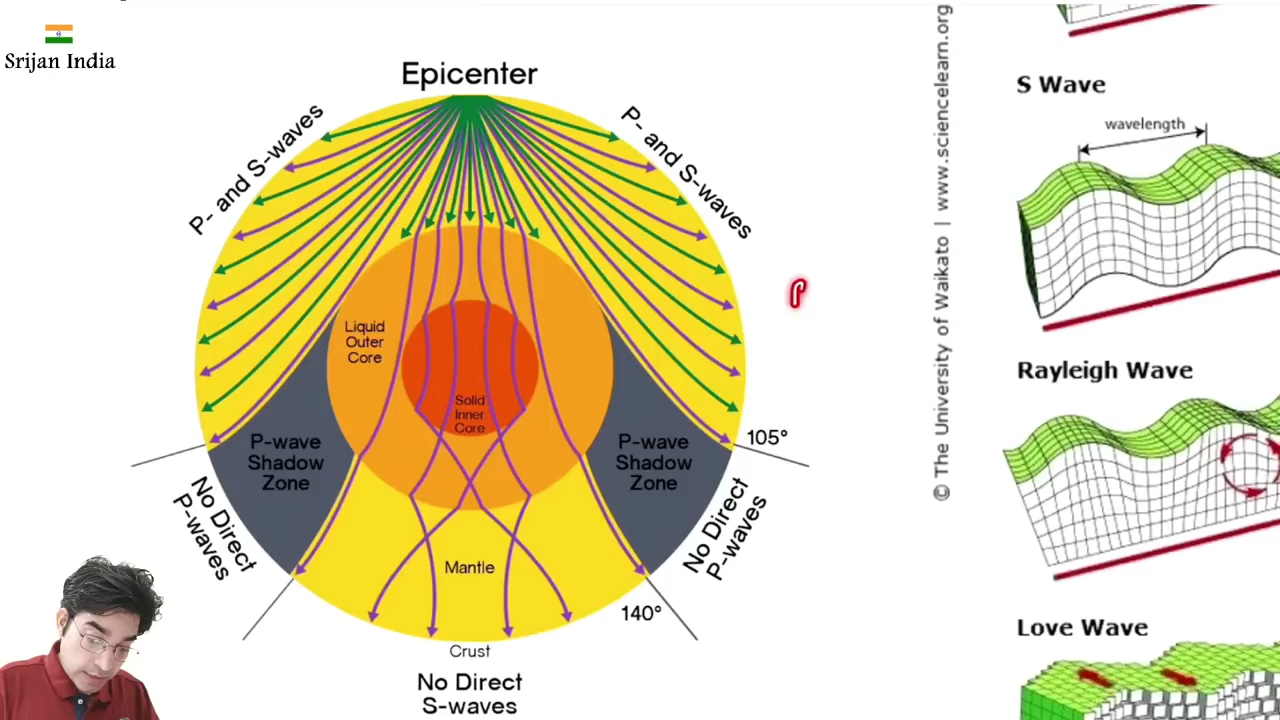 Srijan India
Epicenter
P- and S-waves
P- and S-waves
Liquid
Outer
Core
Solid
Inner
Core
P-wave
Shadow
Zone
P-wave
Shadow
Zone
105°
No Direct
P-waves
No Direct
P-waves
Mantle
140°
Crust
No Direct
S-waves
© The University of Waikato | www.sciencelearn.org
S Wave
wavelength
Rayleigh Wave
Love Wave